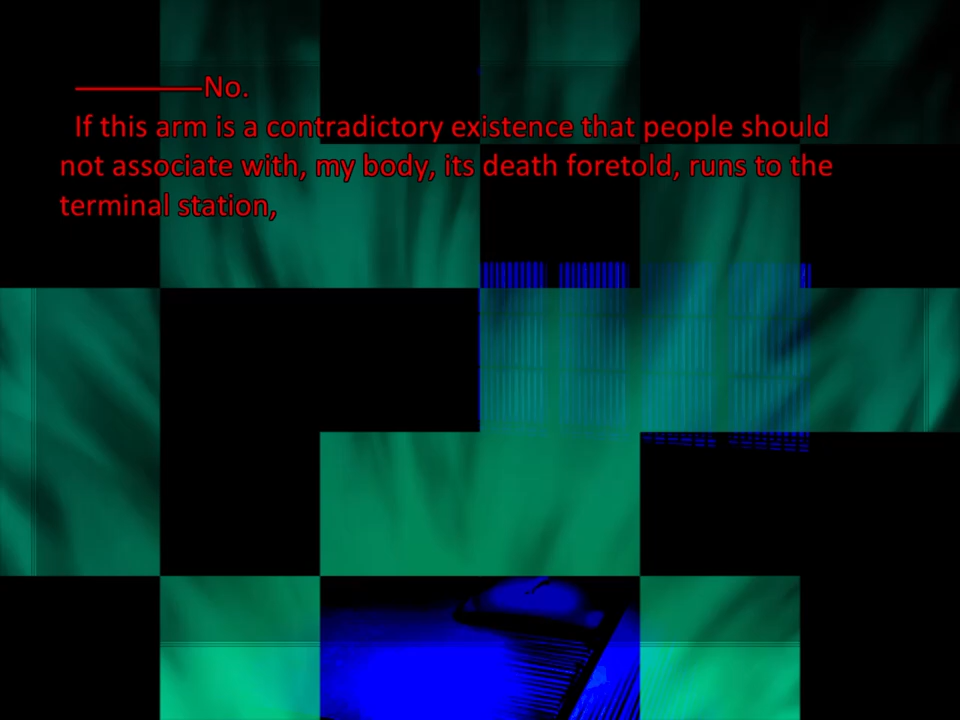 ————No.
If this arm is a contradictory existence that people should
not associate with, my body, its death foretold, runs to the
terminal station,